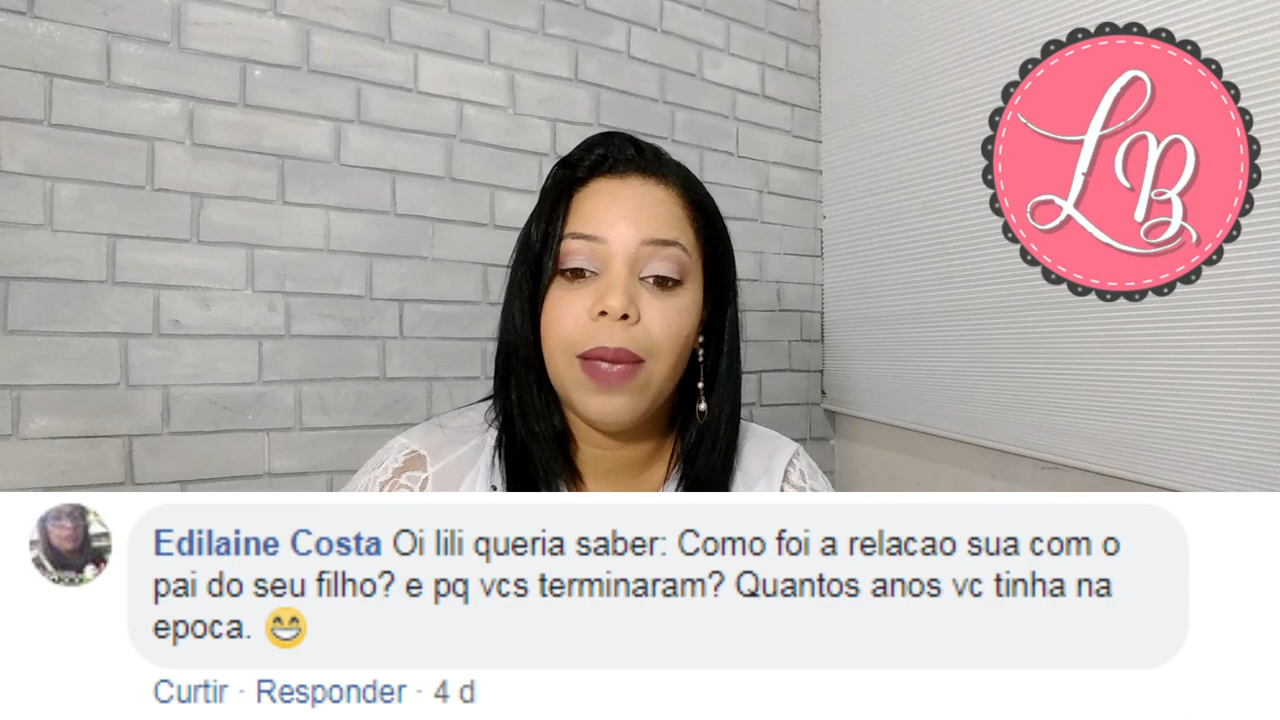 LB
Edilaine Costa Oi lili queria saber: Como foi a relacao sua com o
pai do seu filho? e pq vcs terminaram? Quantos anos vc tinha na
epoca. 😁
Curtir · Responder · 4 d